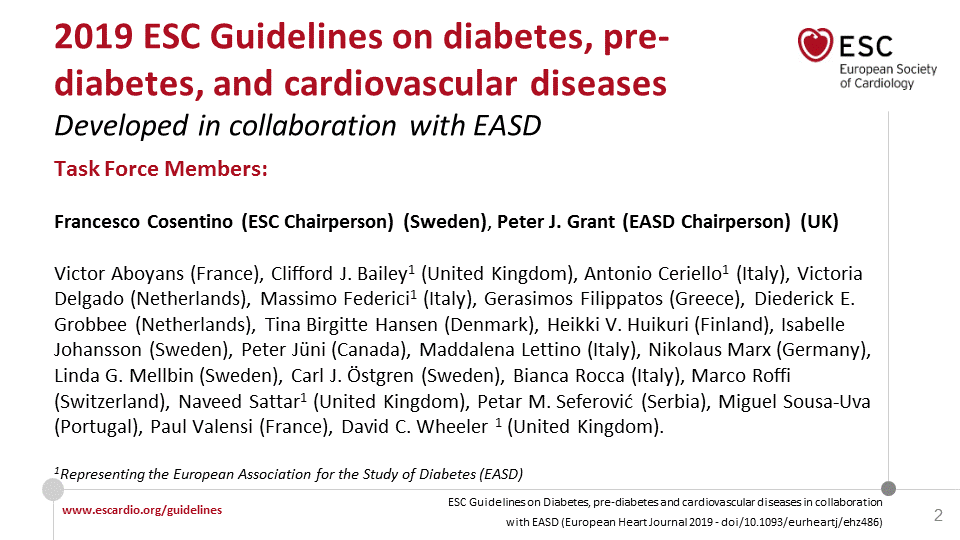 2019 ESC Guidelines on diabetes, pre-
diabetes, and cardiovascular diseases
Developed in collaboration with EASD
ESC
European Society
of Cardiology
Task Force Members:
Francesco Cosentino (ESC Chairperson) (Sweden), Peter J. Grant (EASD Chairperson) (UK)
Victor Aboyans (France), Clifford J. Bailey¹ (United Kingdom), Antonio Ceriello¹ (Italy), Victoria
Delgado (Netherlands), Massimo Federici¹ (Italy), Gerasimos Filippatos (Greece), Diederick E.
Grobbee (Netherlands), Tina Birgitte Hansen (Denmark), Heikki V. Huikuri (Finland), Isabelle
Johansson (Sweden), Peter Jüni (Canada), Maddalena Lettino (Italy), Nikolaus Marx (Germany),
Linda G. Mellbin (Sweden), Carl J. Östgren (Sweden), Bianca Rocca (Italy), Marco Roffi
(Switzerland), Naveed Sattar¹ (United Kingdom), Petar M. Seferović (Serbia), Miguel Sousa-Uva
(Portugal), Paul Valensi (France), David C. Wheeler ¹ (United Kingdom).
¹Representing the European Association for the Study of Diabetes (EASD)
www.escardio.org/guidelines
ESC Guidelines on Diabetes, pre-diabetes and cardiovascular diseases in collaboration
with EASD (European Heart Journal 2019 - doi/10.1093/eurheartj/ehz486)
2